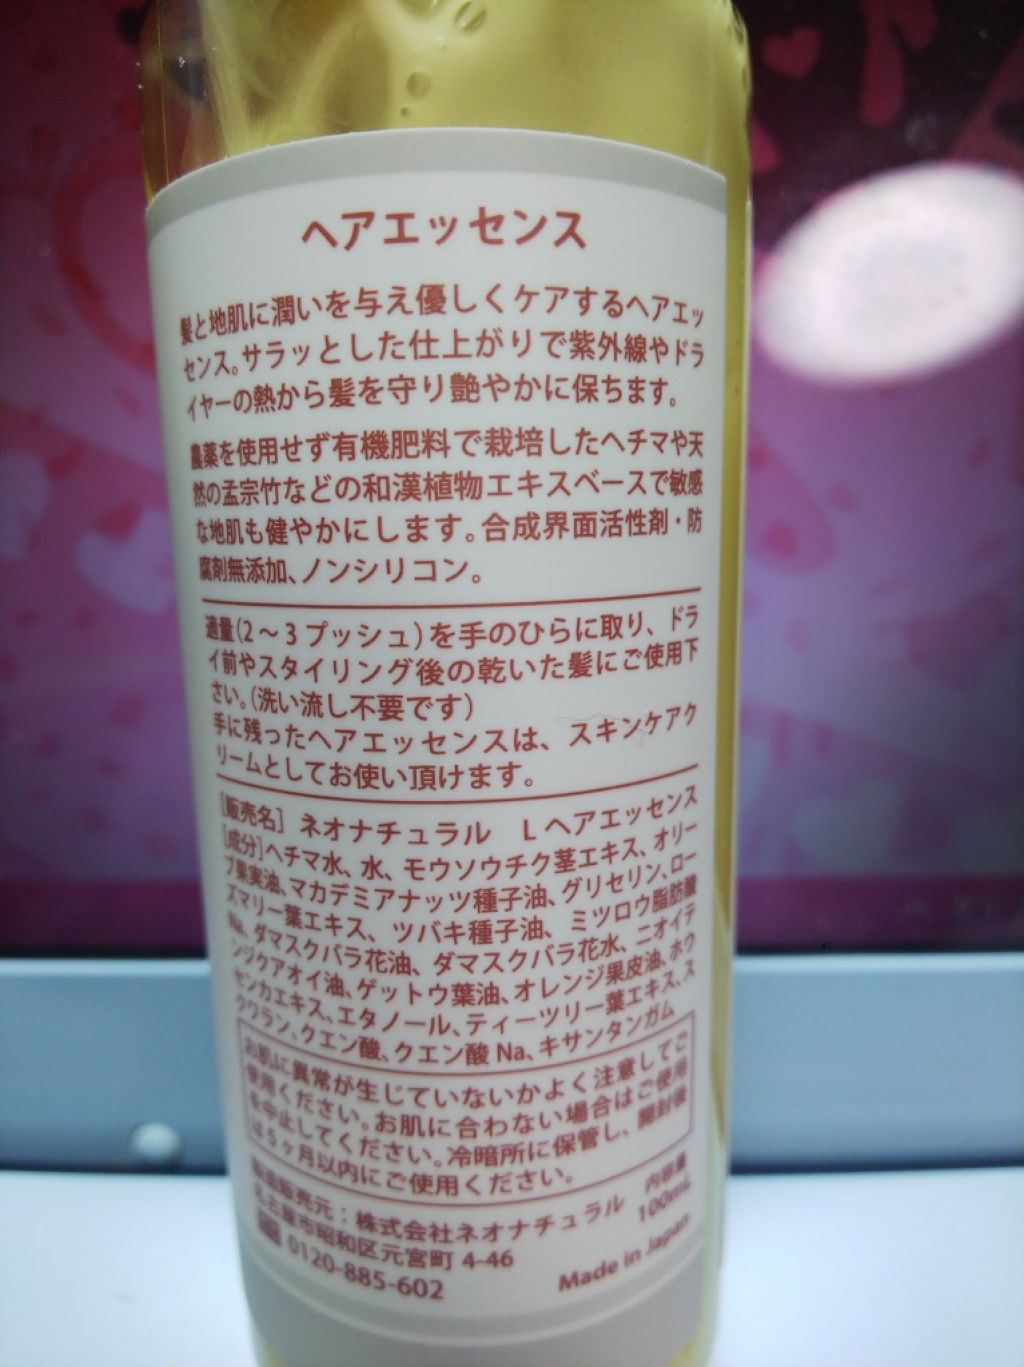 ヘアエッセンス
髪と地肌に潤いを与え優しくケアするヘアエッ
センス。サラッとした仕上がりで紫外線やドラ
イヤーの熱から髪を守り艶やかに保ちます。
農薬を使用せず有機肥料で栽培したヘチマや天
然の孟宗竹などの和漢植物エキスベースで敏感
な地肌も健やかにします。合成界面活性剤・防
腐剤無添加、ノンシリコン。
適量(2～3プッシュ)を手のひらに取り、ドラ
イ前やスタイリング後の乾いた髪にご使用下
さい。(洗い流し不要です)
手に残ったヘアエッセンスは、スキンケアク
リームとしてお使い頂けます。
[販売名] ネオナチュラル Lヘアエッセンス
[成分]ヘチマ水、水、モウソウチク茎エキス、オリー
ブ果実油、マカデミアナッツ種子油、グリセリン、ロー
ズマリー葉エキス、ツバキ種子油、ミツロウ脂肪酸
Na、ダマスクバラ花油、ダマスクバラ花水、ニオイテ
ンジクアオイ油、ゲットウ葉油、オレンジ果皮油、ホウ
センカエキス、エタノール、ティーツリー葉エキス、ス
クワラン、クエン酸、クエン酸Na、キサンタンガム
お肌に異常が生じていないかよく注意してご
使用ください。お肌に合わない場合はご使用
を中止してください。冷暗所に保管し、開封後
は5ヶ月以内にご使用ください。
製造販売元：株式会社ネオナチュラル 内容量
名古屋市昭和区元宮町 4-46 100mL
0120-885-602 Made in Japan